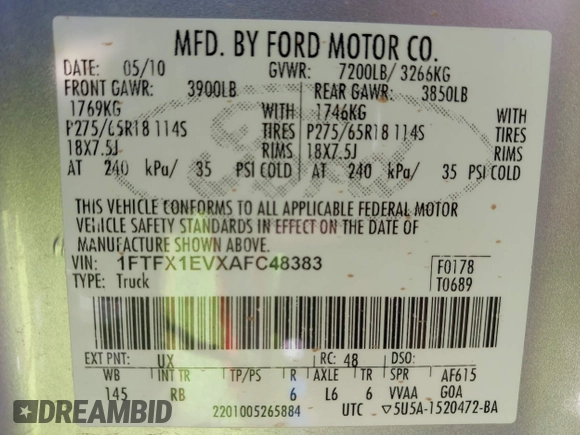 MFD. BY FORD MOTOR CO.
DATE: 05/10 GVWR: 7200LB/ 3266KG
FRONT GAWR: 3900LB REAR GAWR: 3850LB
1769KG WITH 1746KG WITH
P275/65R18 114S TIRES P275/65R18 114S TIRES
18X7.5J RIMS 18X7.5J RIMS
AT 240 kPa/ 35 PSI COLD AT 240 kPa/ 35 PSI COLD
THIS VEHICLE CONFORMS TO ALL APPLICABLE FEDERAL MOTOR
VEHICLE SAFETY STANDARDS IN EFFECT ON THE DATE OF
MANUFACTURE SHOWN ABOVE.
VIN: 1FTFX1EVXAFC48383 F0178
TYPE: Truck T0689
EXT PNT: UX RC: 48 DSO:
WB INT TR TP/PS R AXLE TR SPR AF615
145 RB 6 L6 6 VVAA GOA
2201005265884 UTC ▽5U5A-1520472-BA
DREAMBID